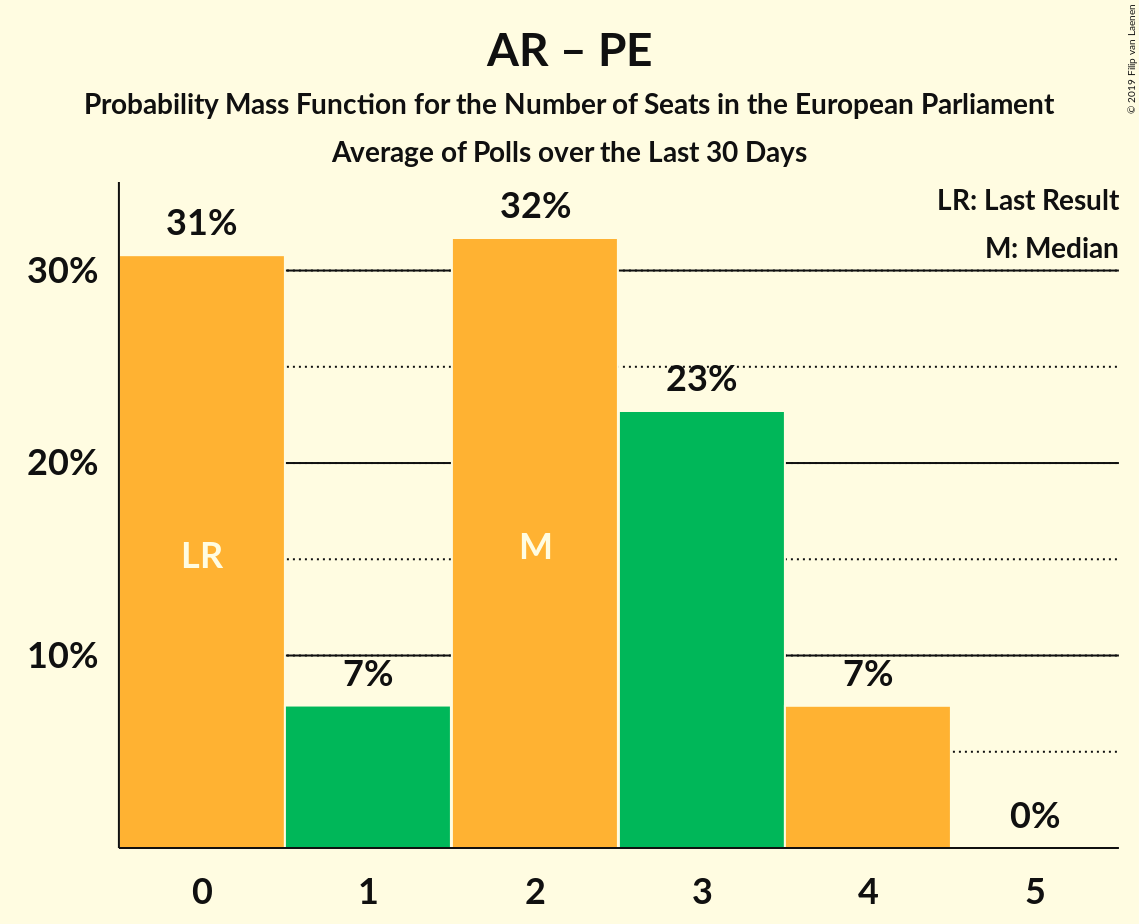 AR – PE
Probability Mass Function for the Number of Seats in the European Parliament
Average of Polls over the Last 30 Days
© 2019 Filip van Laenen
LR: Last Result
M: Median
31%
7%
32%
23%
7%
0%
30%
20%
10%
LR
M
0 1 2 3 4 5